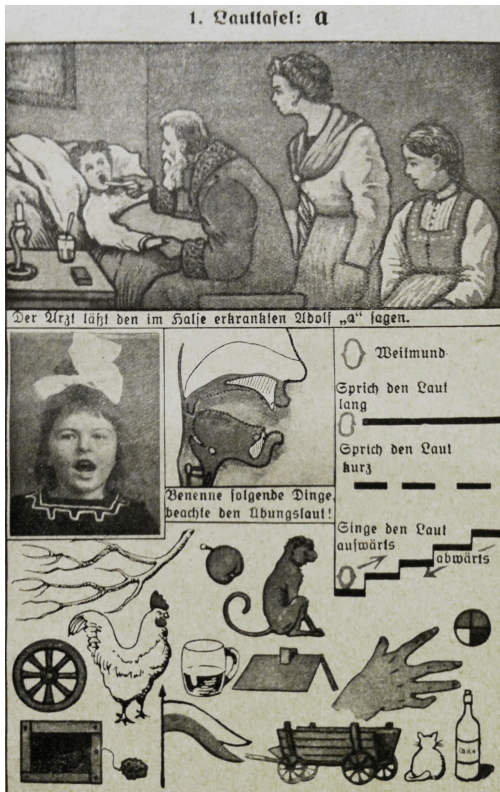 1. Lauttafel: a
Der Arzt läßt den im Halse erkrankten Adolf „a“ sagen.
Weitmund
Sprich den Laut
lang
Sprich den Laut
kurz
Benenne folgende Dinge,
beachte den Übungslaut!
Singe den Laut
aufwärts
abwärts